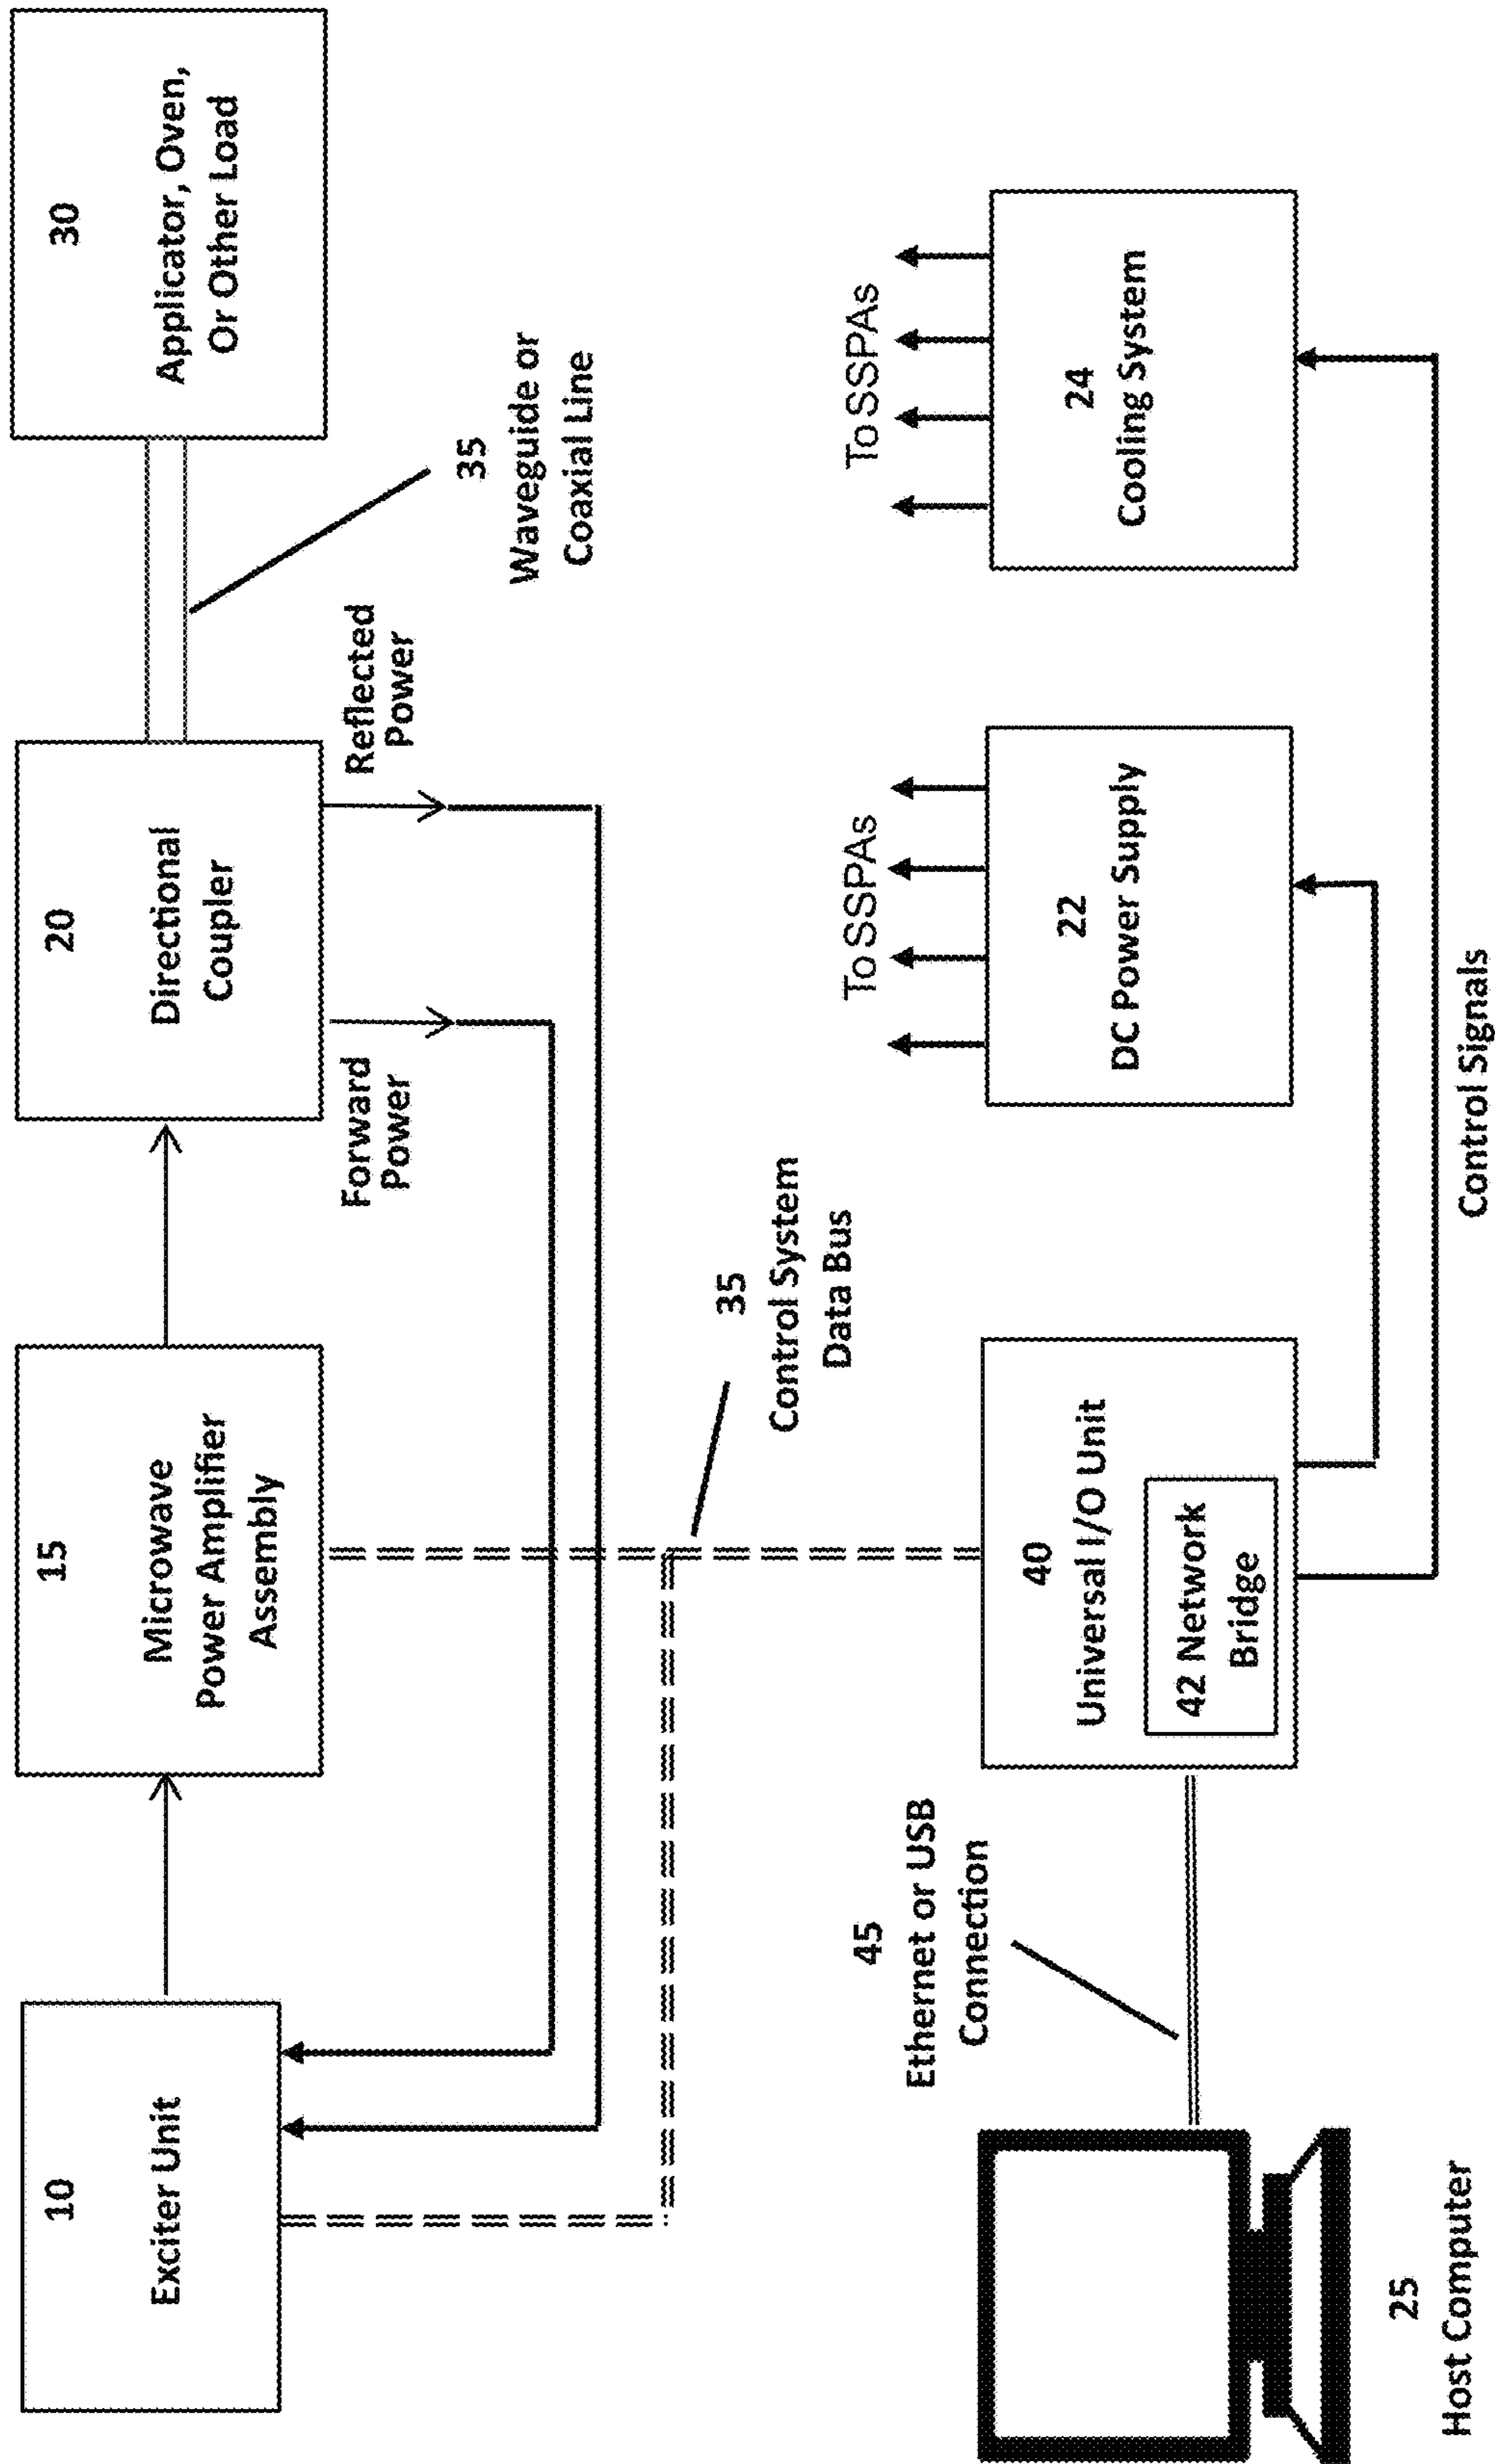 10
Exciter Unit
15
Microwave
Power Amplifier
Assembly
20
Directional
Coupler
30
Applicator, Oven,
Or Other Load
Forward
Power
Reflected
Power
35
Waveguide or
Coaxial Line
35
Control System
Data Bus
45
Ethernet or USB
Connection
25
Host Computer
40
Universal I/O Unit
42 Network
Bridge
To SSPAs
22
DC Power Supply
To SSPAs
24
Cooling System
Control Signals